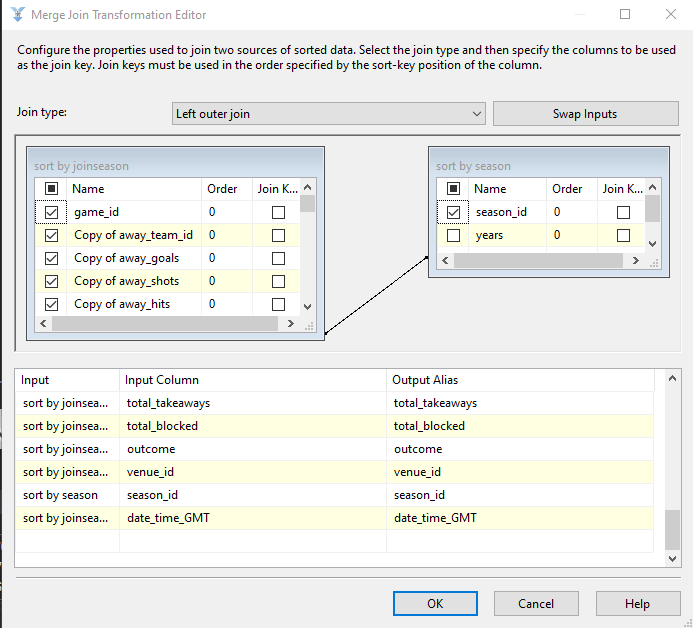 Merge Join Transformation Editor
Configure the properties used to join two sources of sorted data. Select the join type and then specify the columns to be used
as the join key. Join keys must be used in the order specified by the sort-key position of the column.
Join type: Left outer join Swap Inputs
sort by joinseason
Name Order Join K...
game_id 0
Copy of away_team_id 0
Copy of away_goals 0
Copy of away_shots 0
Copy of away_hits 0
sort by season
Name Order Join K...
season_id 0
years 0
Input Input Column Output Alias
sort by joinsea... total_takeaways total_takeaways
sort by joinsea... total_blocked total_blocked
sort by joinsea... outcome outcome
sort by joinsea... venue_id venue_id
sort by season season_id season_id
sort by joinsea... date_time_GMT date_time_GMT
OK Cancel Help